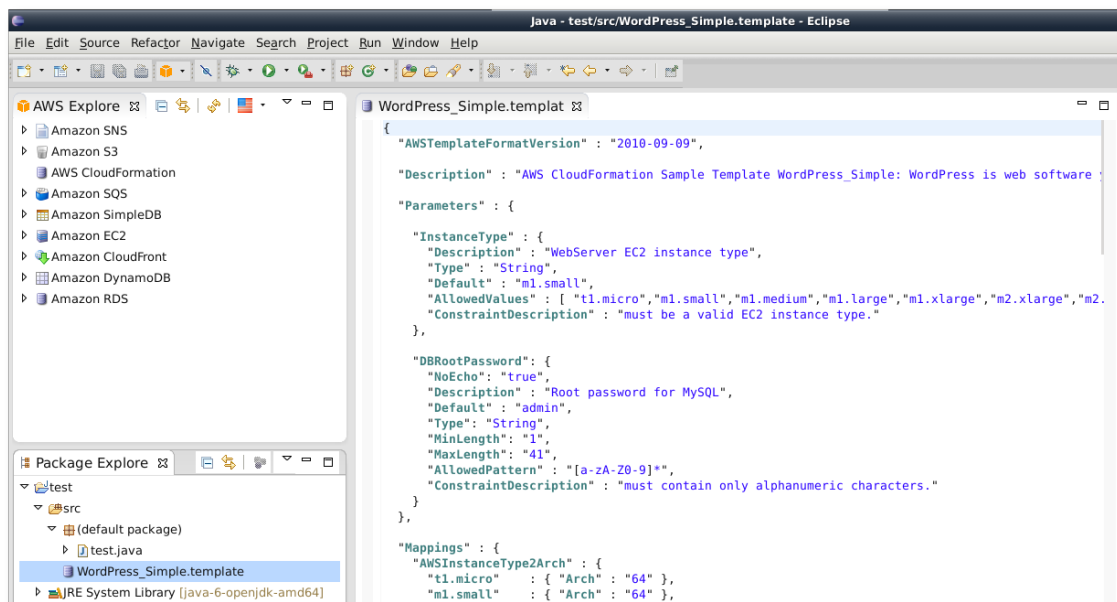 Java - test/src/WordPress_Simple.template - Eclipse
File Edit Source Refactor Navigate Search Project Run Window Help
AWS Explore
Amazon SNS
Amazon S3
AWS CloudFormation
Amazon SQS
Amazon SimpleDB
Amazon EC2
Amazon CloudFront
Amazon DynamoDB
Amazon RDS
Package Explore
test
src
(default package)
test.java
WordPress_Simple.template
JRE System Library [java-6-openjdk-amd64]
WordPress_Simple.templat
{
"AWSTemplateFormatVersion" : "2010-09-09",
"Description" : "AWS CloudFormation Sample Template WordPress_Simple: WordPress is web software
"Parameters" : {
"InstanceType" : {
"Description" : "WebServer EC2 instance type",
"Type" : "String",
"Default" : "m1.small",
"AllowedValues" : [ "t1.micro","m1.small","m1.medium","m1.large","m1.xlarge","m2.xlarge","m2.
"ConstraintDescription" : "must be a valid EC2 instance type."
},
"DBRootPassword": {
"NoEcho": "true",
"Description" : "Root password for MySQL",
"Default" : "admin",
"Type": "String",
"MinLength": "1",
"MaxLength": "41",
"AllowedPattern" : "[a-zA-Z0-9]*",
"ConstraintDescription" : "must contain only alphanumeric characters."
}
},
"Mappings" : {
"AWSInstanceType2Arch" : {
"t1.micro" : { "Arch" : "64" },
"m1.small" : { "Arch" : "64" },